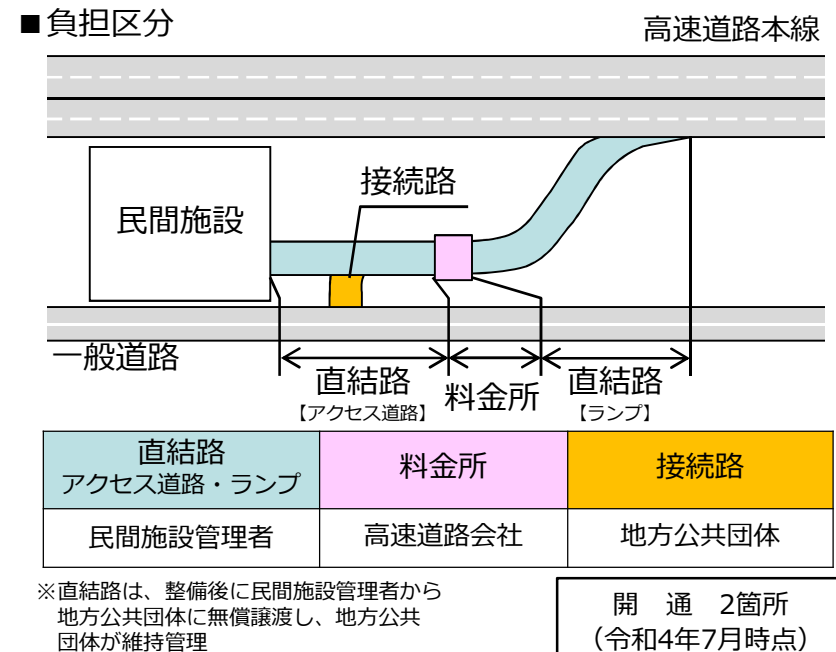 ■負担区分
高速道路本線
接続路
民間施設
一般道路
直結路
【アクセス道路】
料金所
直結路
【ランプ】
直結路
アクセス道路・ランプ
料金所
接続路
民間施設管理者
高速道路会社
地方公共団体
※直結路は、整備後に民間施設管理者から
地方公共団体に無償譲渡し、地方公共
団体が維持管理
開　通　2箇所
（令和4年7月時点）